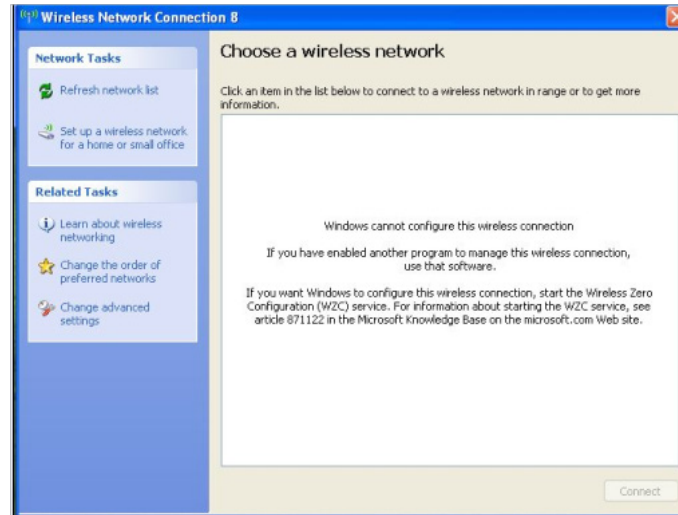 Wireless Network Connection 8
Network Tasks
Refresh network list
Set up a wireless network
for a home or small office
Related Tasks
Learn about wireless
networking
Change the order of
preferred networks
Change advanced
settings
Choose a wireless network
Click an item in the list below to connect to a wireless network in range or to get more
information.
Windows cannot configure this wireless connection
If you have enabled another program to manage this wireless connection,
use that software.
If you want Windows to configure this wireless connection, start the Wireless Zero
Configuration (WZC) service. For information about starting the WZC service, see
article 871122 in the Microsoft Knowledge Base on the microsoft.com Web site.
Connect